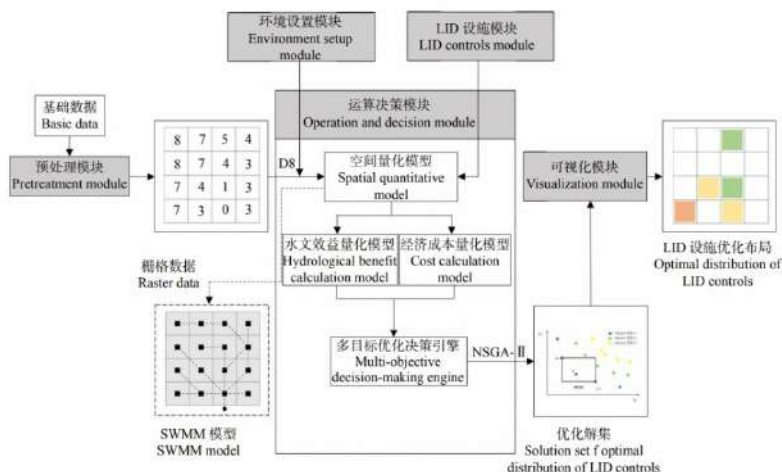 环境设置模块
Environment setup
module
LID 设施模块
LID controls module
基础数据
Basic data
预处理模块
Pretreatment module
8 7 5 4
8 7 4 3
7 4 1 3
7 3 0 3
D8
运算决策模块
Operation and decision module
空间量化模型
Spatial quantitative
model
水文效益量化模型
Hydrological benefit
calculation model
经济成本量化模型
Cost calculation
model
多目标优化决策引擎
Multi-objective
decision-making engine
NSGA-Ⅱ
可视化模块
Visualization module
LID 设施优化布局
Optimal distribution of
LID controls
栅格数据
Raster data
SWMM 模型
SWMM model
优化解集
Solution set f optimal
distribution of LID controls